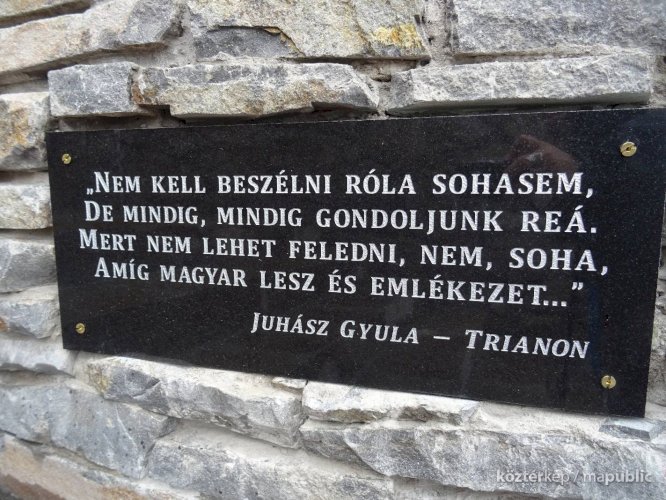 „Nem kell beszélni róla sohasem,
De mindig, mindig gondoljunk reá.
Mert nem lehet feledni, nem, soha,
Amíg magyar lesz és emlékezet..."
Juhász Gyula – Trianon
köztérkép / mapublic